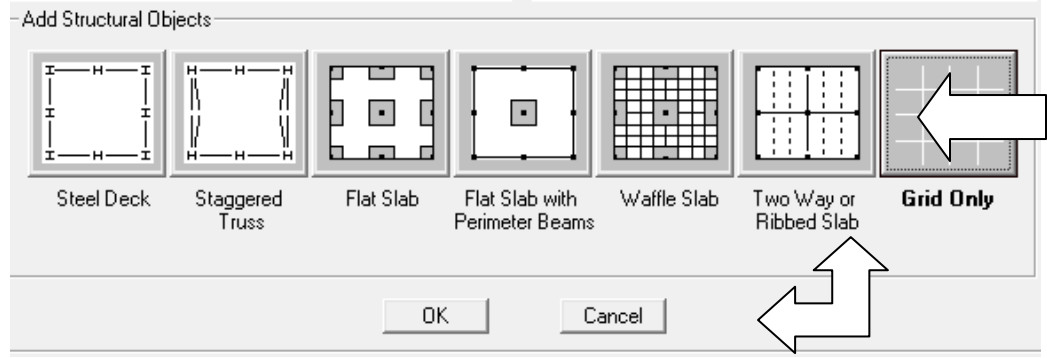 Add Structural Objects
Steel Deck
Staggered
Truss
Flat Slab
Flat Slab with
Perimeter Beams
Waffle Slab
Two Way or
Ribbed Slab
Grid Only
OK
Cancel